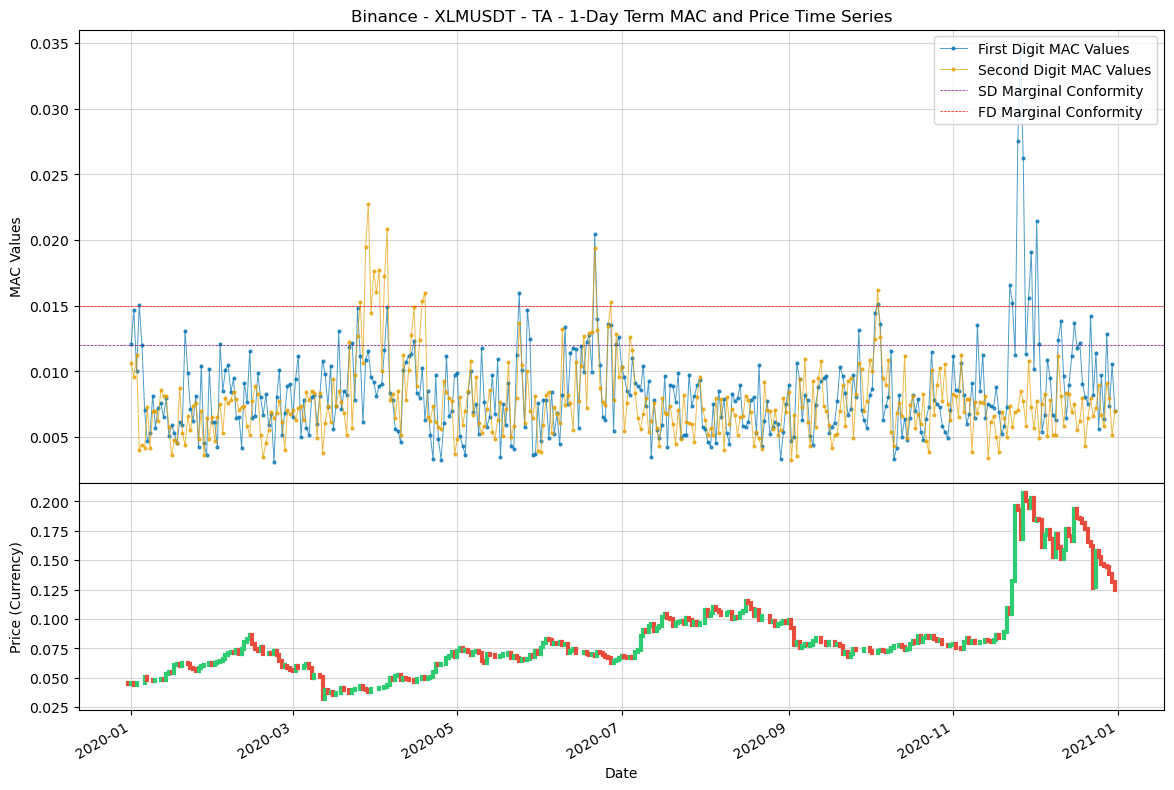 Binance - XLMUSDT - TA - 1-Day Term MAC and Price Time Series
First Digit MAC Values
Second Digit MAC Values
SD Marginal Conformity
FD Marginal Conformity
MAC Values
0.035
0.030
0.025
0.020
0.015
0.010
0.005
Price (Currency)
0.200
0.175
0.150
0.125
0.100
0.075
0.050
0.025
2020-01
2020-03
2020-05
2020-07
2020-09
2020-11
2021-01
Date